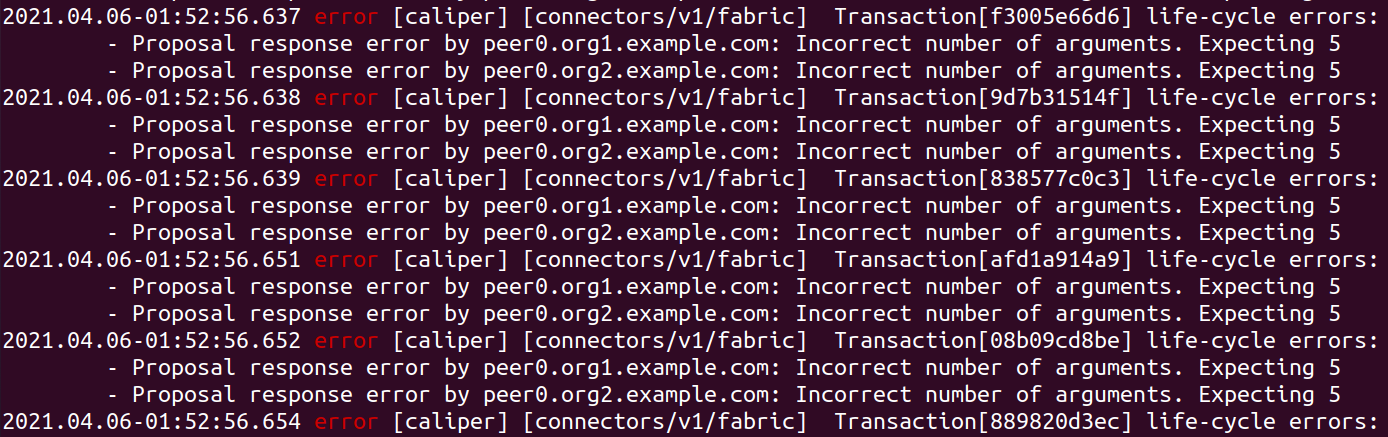 2021.04.06-01:52:56.637 error [caliper] [connectors/v1/fabric]  Transaction[f3005e66d6] life-cycle errors:
        - Proposal response error by peer0.org1.example.com: Incorrect number of arguments. Expecting 5
        - Proposal response error by peer0.org2.example.com: Incorrect number of arguments. Expecting 5
2021.04.06-01:52:56.638 error [caliper] [connectors/v1/fabric]  Transaction[9d7b31514f] life-cycle errors:
        - Proposal response error by peer0.org1.example.com: Incorrect number of arguments. Expecting 5
        - Proposal response error by peer0.org2.example.com: Incorrect number of arguments. Expecting 5
2021.04.06-01:52:56.639 error [caliper] [connectors/v1/fabric]  Transaction[838577c0c3] life-cycle errors:
        - Proposal response error by peer0.org1.example.com: Incorrect number of arguments. Expecting 5
        - Proposal response error by peer0.org2.example.com: Incorrect number of arguments. Expecting 5
2021.04.06-01:52:56.651 error [caliper] [connectors/v1/fabric]  Transaction[afd1a914a9] life-cycle errors:
        - Proposal response error by peer0.org1.example.com: Incorrect number of arguments. Expecting 5
        - Proposal response error by peer0.org2.example.com: Incorrect number of arguments. Expecting 5
2021.04.06-01:52:56.652 error [caliper] [connectors/v1/fabric]  Transaction[08b09cd8be] life-cycle errors:
        - Proposal response error by peer0.org1.example.com: Incorrect number of arguments. Expecting 5
        - Proposal response error by peer0.org2.example.com: Incorrect number of arguments. Expecting 5
2021.04.06-01:52:56.654 error [caliper] [connectors/v1/fabric]  Transaction[889820d3ec] life-cycle errors: